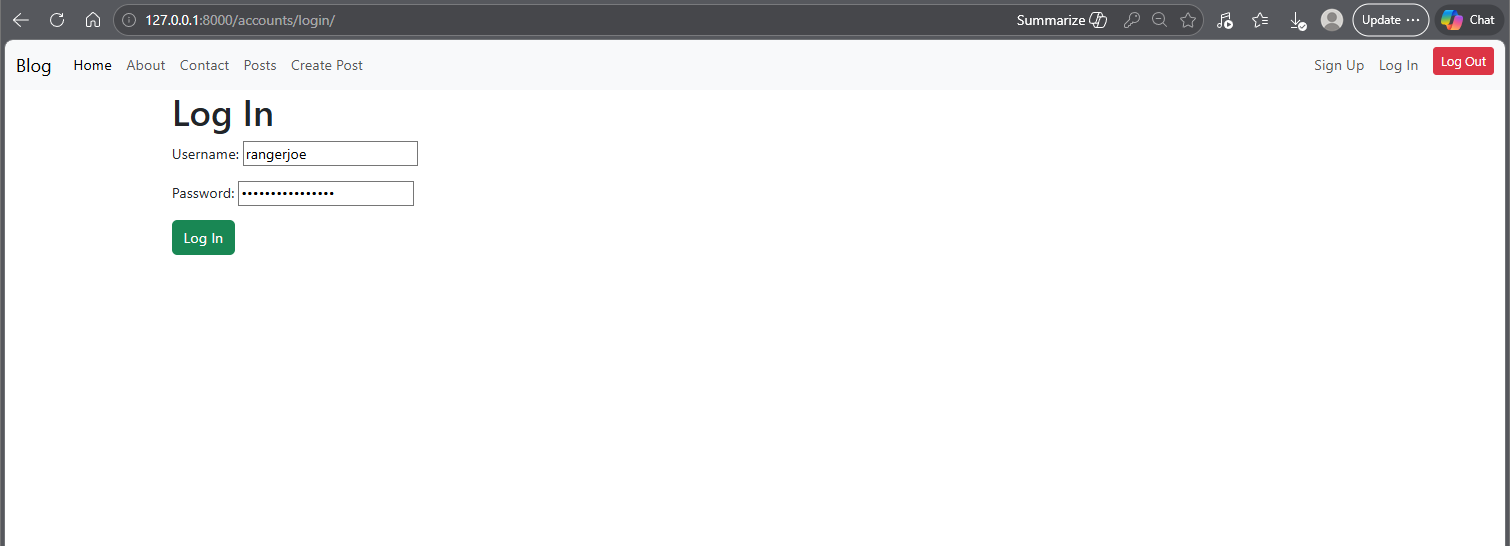 127.0.0.1:8000/accounts/login/ Summarize Update Chat
Blog Home About Contact Posts Create Post Sign Up Log In Log Out
Log In
Username: rangerjoe
Password: ••••••••••••••••
Log In